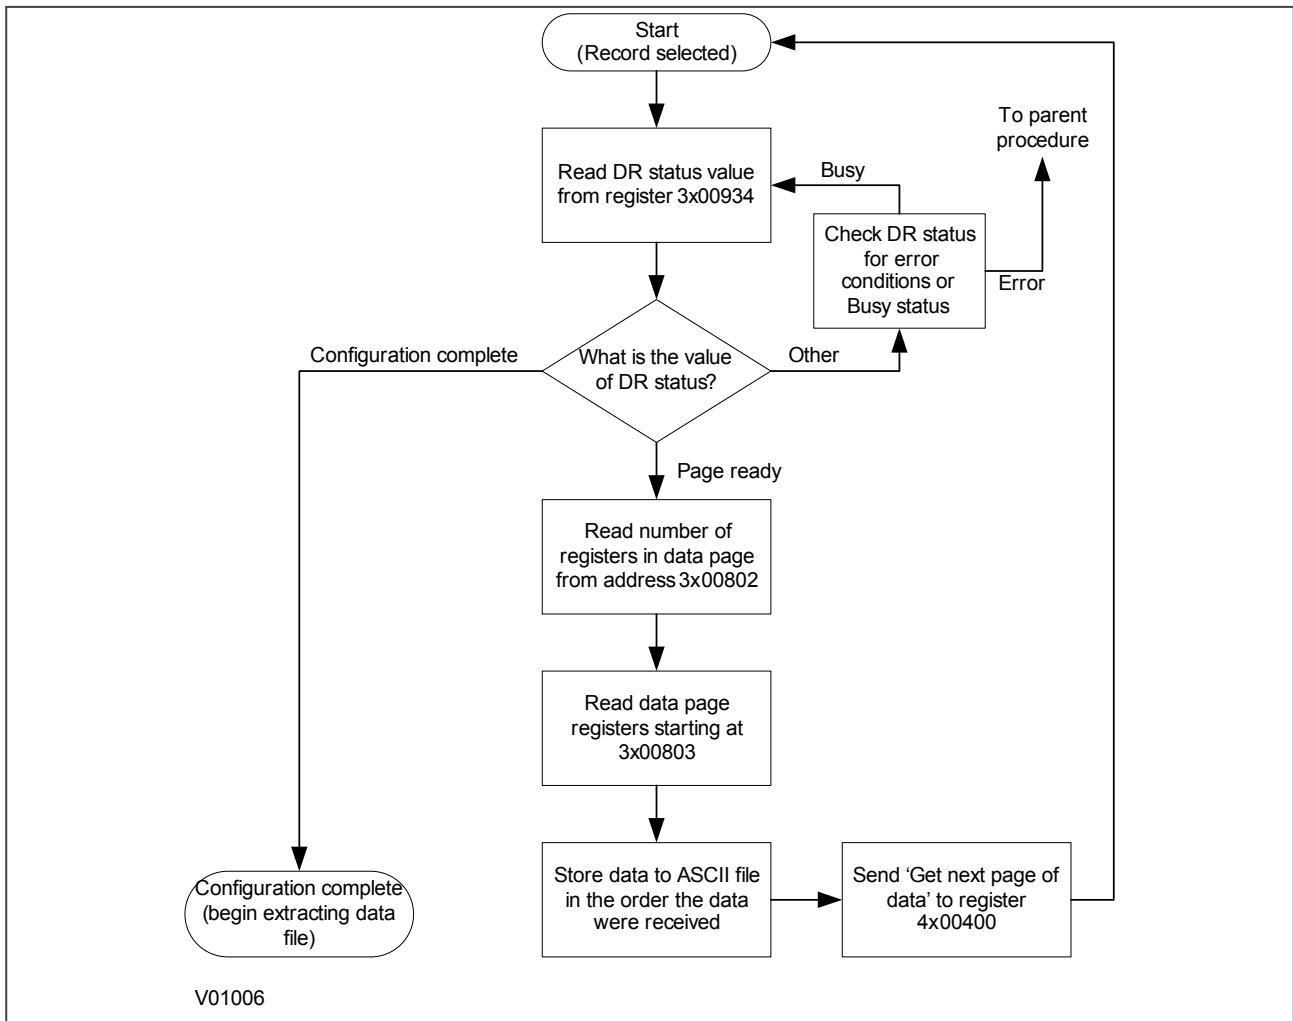 Start
(Record selected)
To parent
procedure
Read DR status value
from register 3x00934
Busy
Check DR status
for error
conditions or
Busy status
Error
What is the value
of DR status?
Configuration complete
Other
Page ready
Read number of
registers in data page
from address 3x00802
Read data page
registers starting at
3x00803
Store data to ASCII file
in the order the data
were received
Send ‘Get next page of
data’ to register
4x00400
Configuration complete
(begin extracting data
file)
V01006